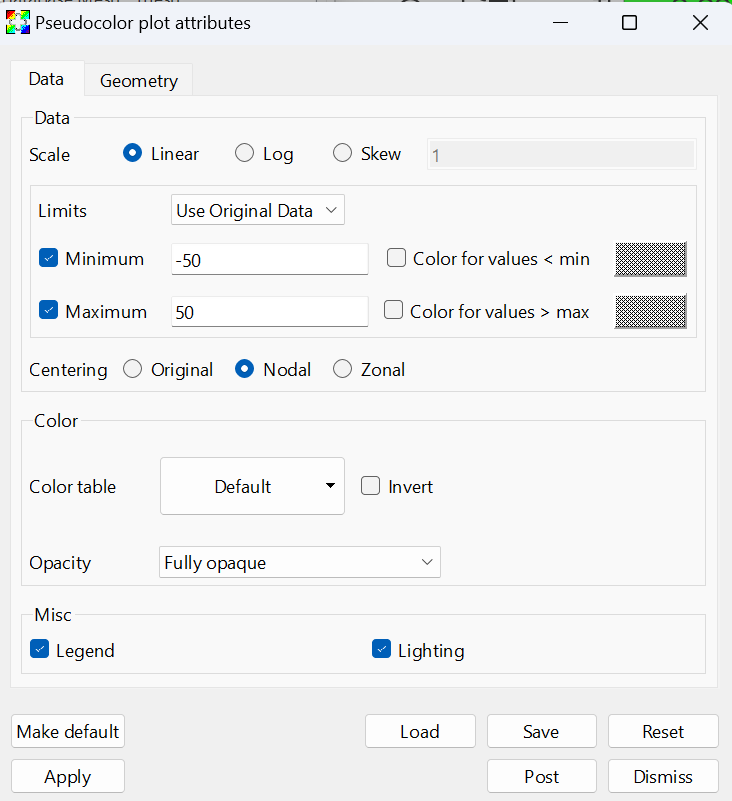 Pseudocolor plot attributes
Data Geometry
Data
Scale Linear Log Skew 1
Limits Use Original Data
Minimum -50 Color for values < min
Maximum 50 Color for values > max
Centering Original Nodal Zonal
Color
Color table Default Invert
Opacity Fully opaque
Misc
Legend Lighting
Make default Load Save Reset
Apply Post Dismiss